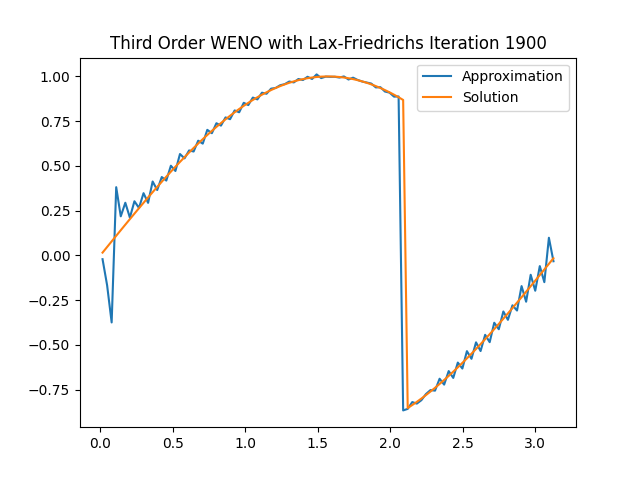 Third Order WENO with Lax-Friedrichs Iteration 1900
Approximation
Solution
1.00
0.75
0.50
0.25
0.00
−0.25
−0.50
−0.75
0.0 0.5 1.0 1.5 2.0 2.5 3.0